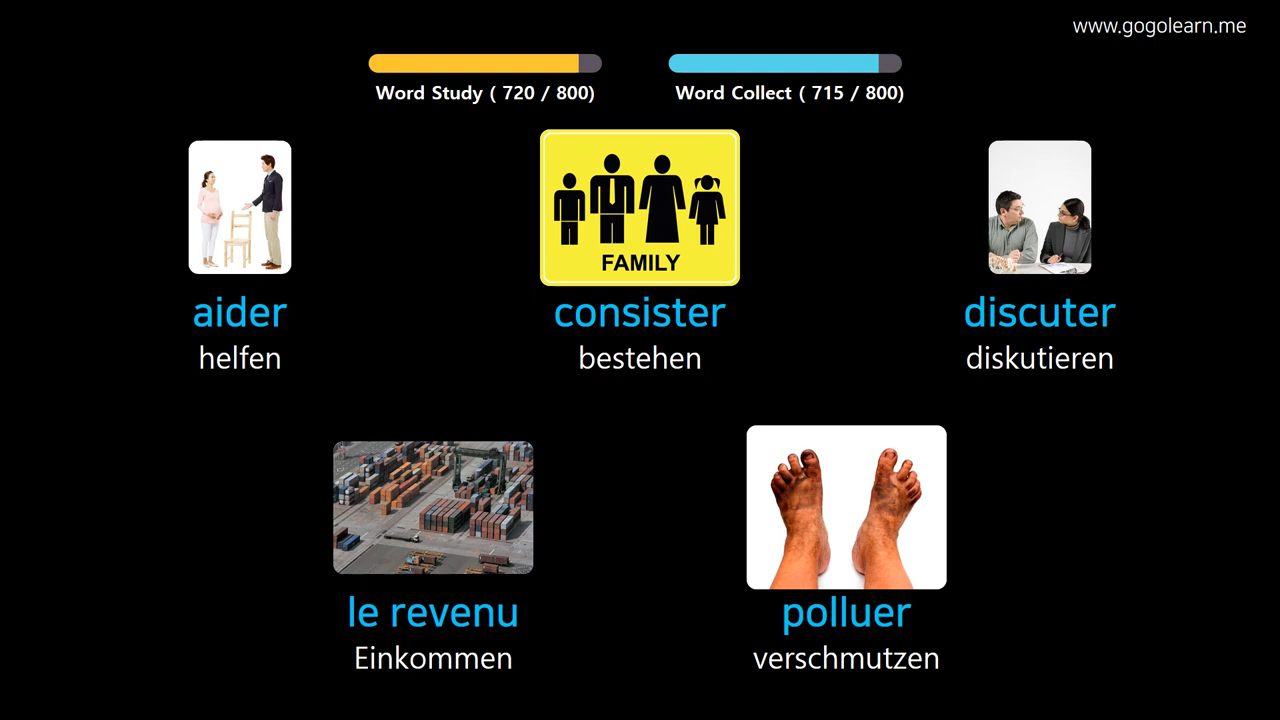 www.gogolearn.me
Word Study ( 720 / 800)
Word Collect ( 715 / 800)
FAMILY
aider
helfen
consister
bestehen
discuter
diskutieren
le revenu
Einkommen
polluer
verschmutzen